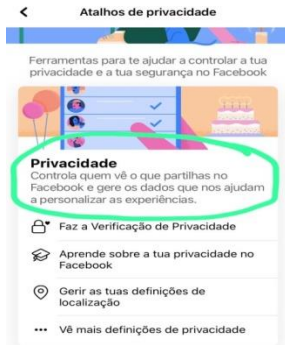 Atalhos de privacidade
Ferramentas para te ajudar a controlar a tua
privacidade e a tua segurança no Facebook
Privacidade
Controla quem vê o que partilhas no
Facebook e gere os dados que nos ajudam
a personalizar as experiências.
Faz a Verificação de Privacidade
Aprende sobre a tua privacidade no
Facebook
Gerir as tuas definições de
localização
Vê mais definições de privacidade